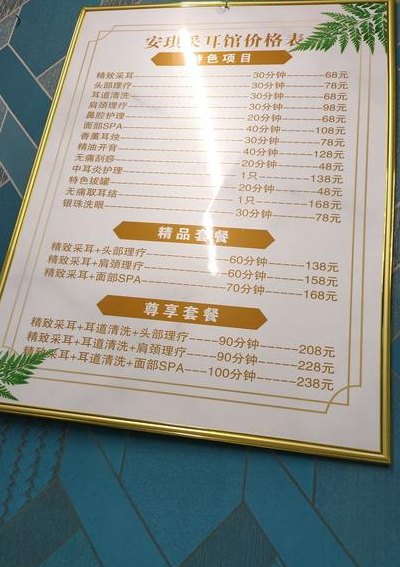 安琪采耳馆价格表
特色项目
精致采耳 30分钟 68元
头部理疗 30分钟 78元
耳道清洗 30分钟 68元
肩颈理疗 30分钟 98元
鼻腔护理 20分钟 68元
面部SPA 40分钟 108元
香薰耳烛 30分钟 78元
精油开背 40分钟 128元
无痛刮痧 20分钟 48元
中耳炎护理 1只 138元
特色拔罐 20分钟 48元
无痛取耳结 1只 168元
银珠洗眼 30分钟 78元
精品套餐
精致采耳+头部理疗 60分钟 138元
精致采耳+肩颈理疗 60分钟 158元
精致采耳+面部SPA 70分钟 168元
尊享套餐
精致采耳+耳道清洗+头部理疗 90分钟 208元
精致采耳+耳道清洗+肩颈理疗 90分钟 228元
精致采耳+耳道清洗+面部SPA 100分钟 238元